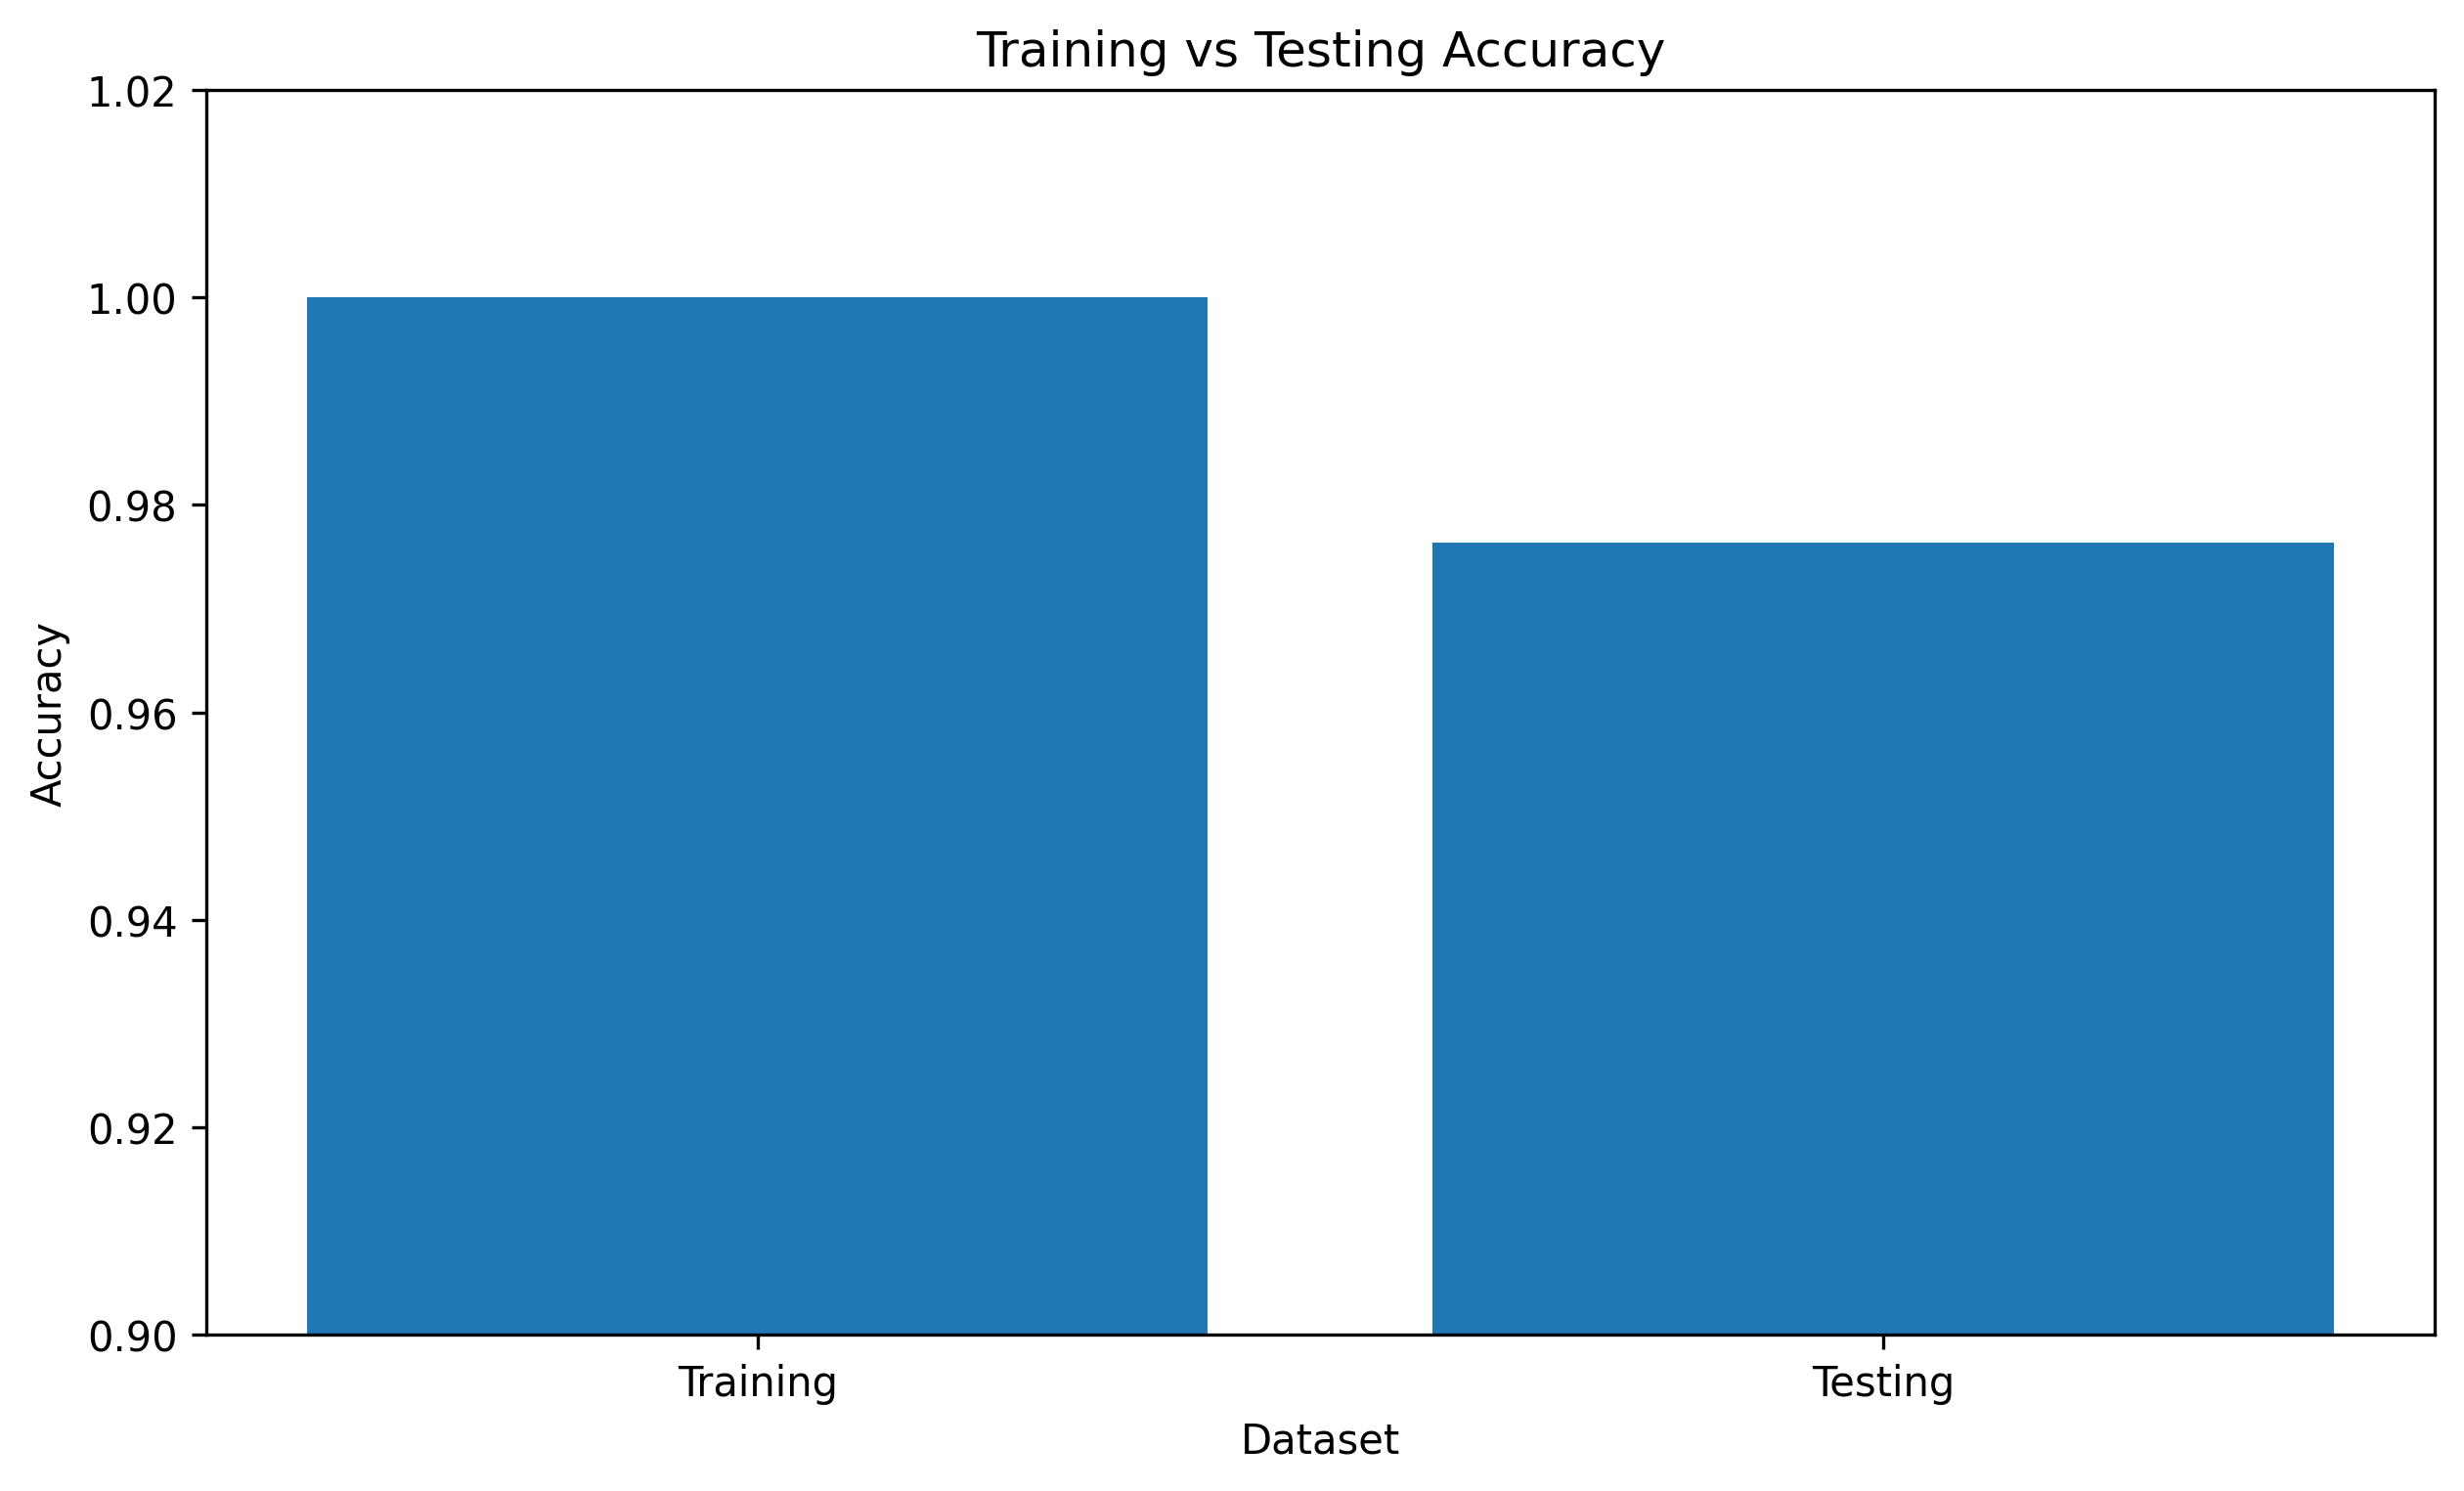 Training vs Testing Accuracy
1.02
1.00
0.98
0.96
0.94
0.92
0.90
Accuracy
Training
Testing
Dataset